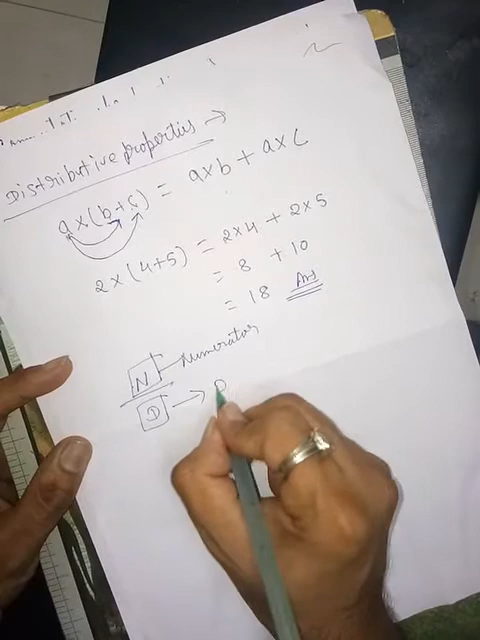 Distributive properties →
a×(b+c) = a×b + a×c
2×(4+5) = 2×4 + 2×5
= 8 + 10
= 18 Ans
N Numerator
D → D